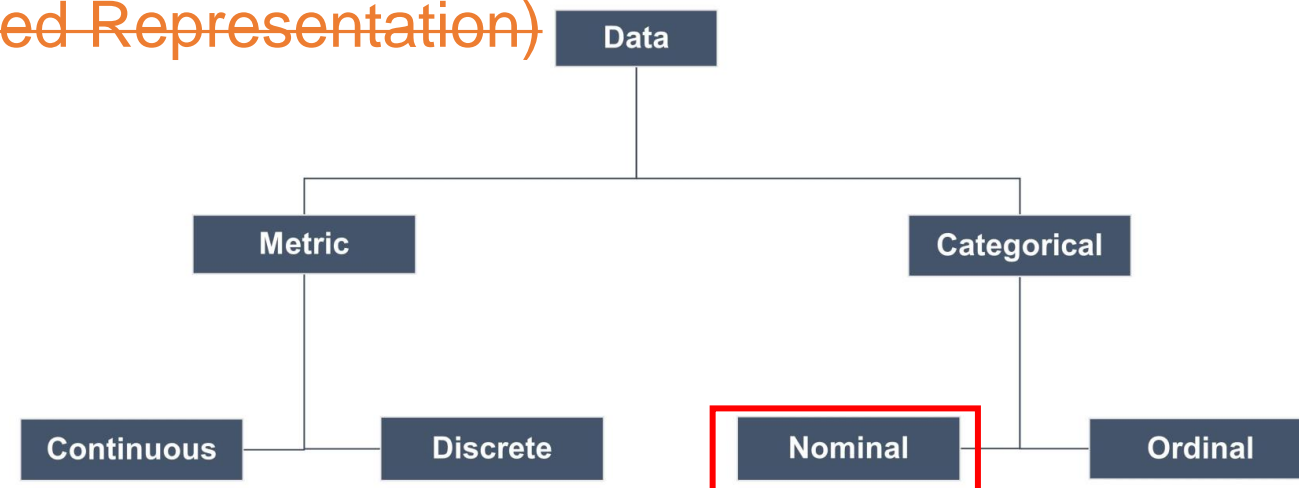 ed Representation)
Data
Metric
Categorical
Continuous
Discrete
Nominal
Ordinal